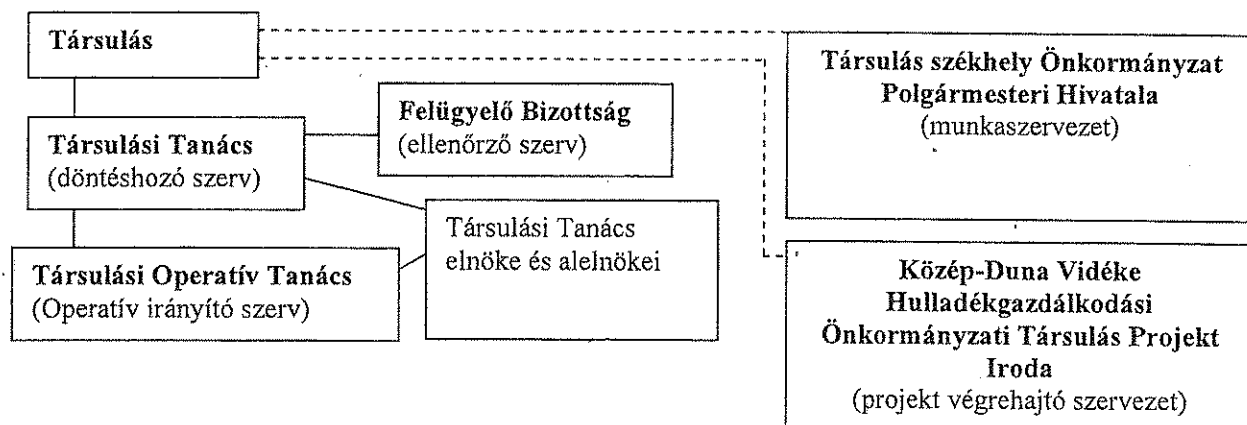 Társulás
Társulási Tanács
(döntéshozó szerv)
Társulási Operatív Tanács
(Operatív irányító szerv)
Felügyelő Bizottság
(ellenőrző szerv)
Társulási Tanács
elnöke és alelnökei
Társulás székhely Önkormányzat
Polgármesteri Hivatala
(munkaszervezet)
Közép-Duna Vidéke
Hulladékgazdálkodási
Önkormányzati Társulás Projekt
Iroda
(projekt végrehajtó szervezet)